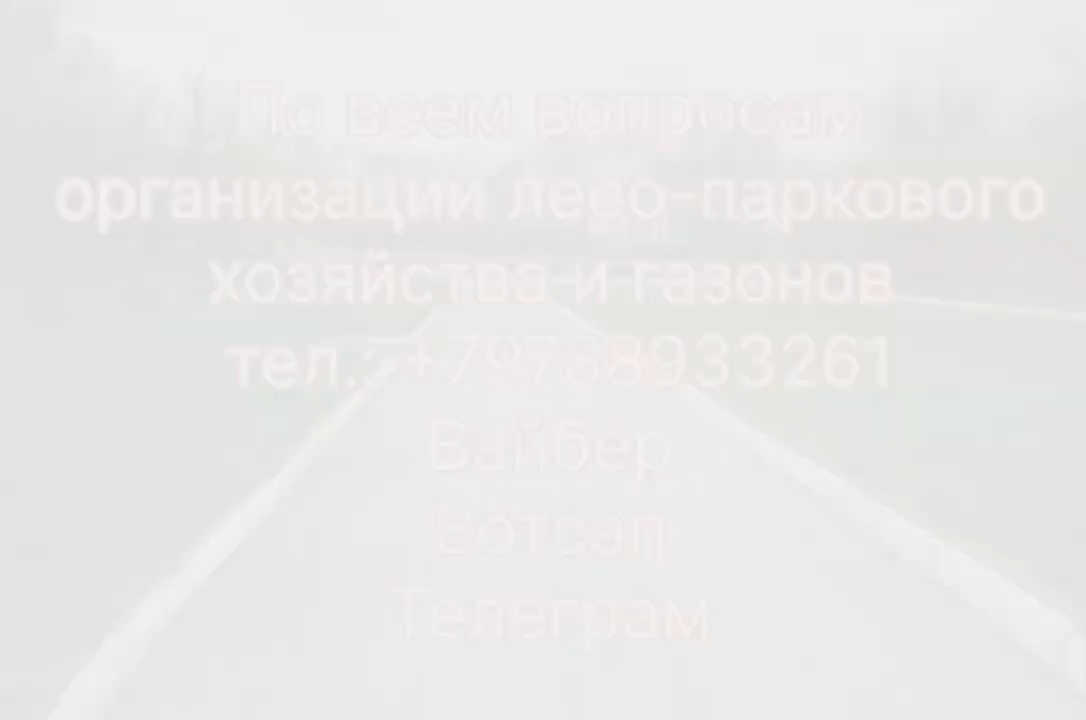 По всем вопросам
организации лесо-паркового
хозяйства и газонов
тел.: +79788933261
Вайбер
Вотсап
Телеграм